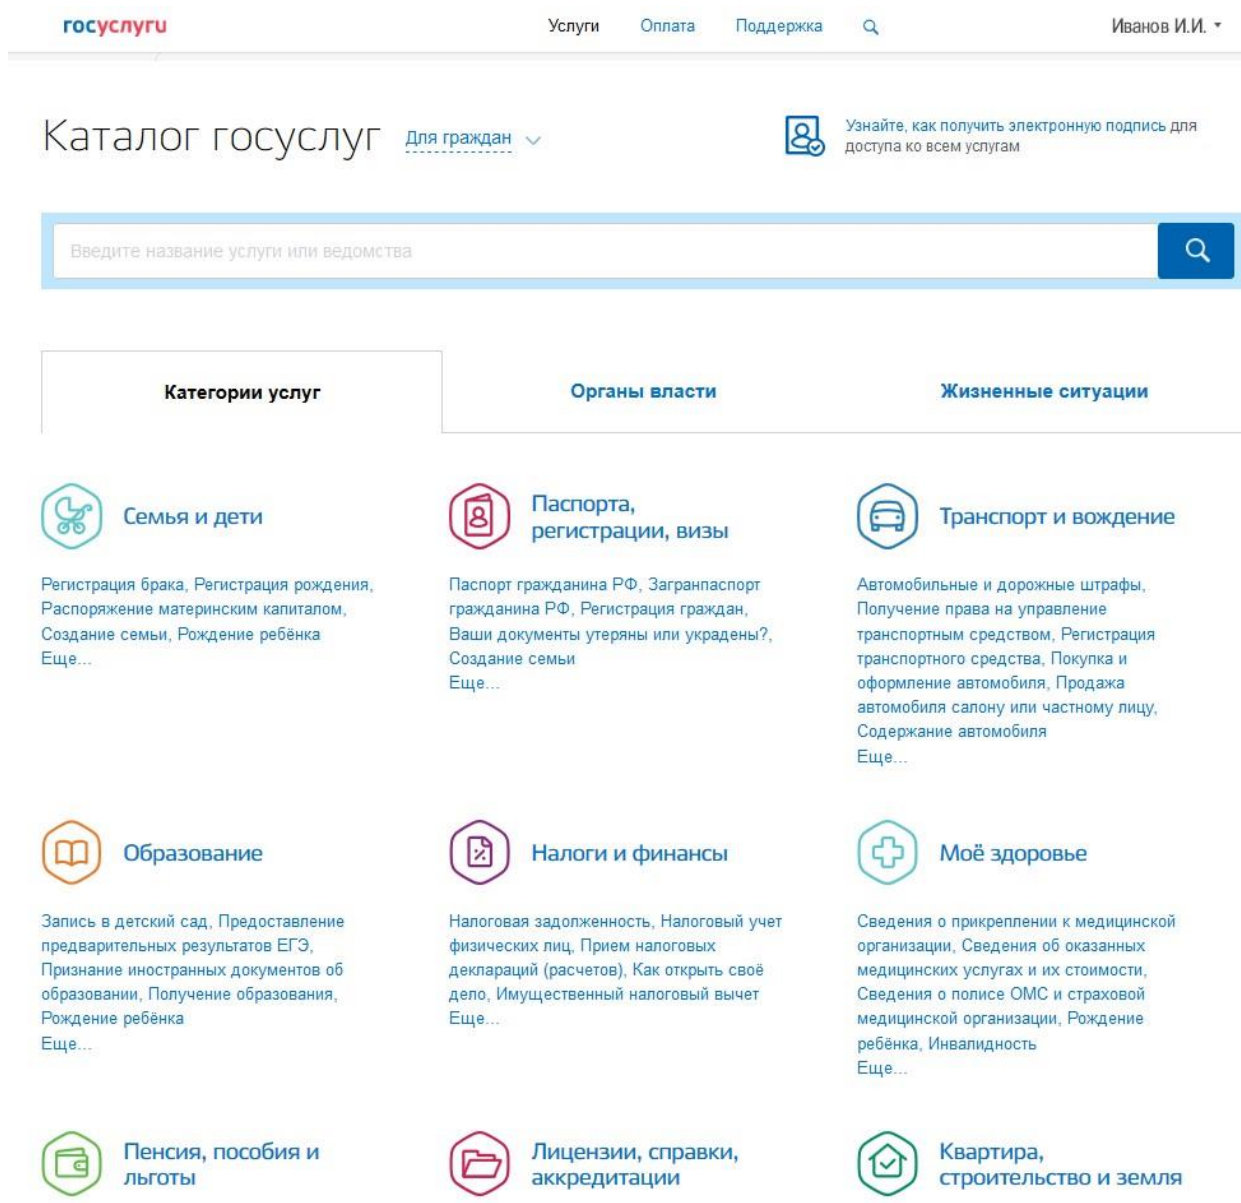 госуслуги
Услуги Оплата Поддержка
Иванов И.И.
Каталог госуслуг Для граждан
Узнайте, как получить электронную подпись для
доступа ко всем услугам
Введите название услуги или ведомства
Категории услуг
Органы власти
Жизненные ситуации
Семья и дети
Регистрация брака, Регистрация рождения,
Распоряжение материнским капиталом,
Создание семьи, Рождение ребёнка
Еще...
Паспорта,
регистрации, визы
Паспорт гражданина РФ, Загранпаспорт
гражданина РФ, Регистрация граждан,
Ваши документы утеряны или украдены?,
Создание семьи
Еще...
Транспорт и вождение
Автомобильные и дорожные штрафы,
Получение права на управление
транспортным средством, Регистрация
транспортного средства, Покупка и
оформление автомобиля, Продажа
автомобиля салону или частному лицу,
Содержание автомобиля
Еще...
Образование
Запись в детский сад, Предоставление
предварительных результатов ЕГЭ,
Признание иностранных документов об
образовании, Получение образования,
Рождение ребёнка
Еще...
Налоги и финансы
Налоговая задолженность, Налоговый учет
физических лиц, Прием налоговых
деклараций (расчетов), Как открыть своё
дело, Имущественный налоговый вычет
Еще...
Моё здоровье
Сведения о прикреплении к медицинской
организации, Сведения об оказанных
медицинских услугах и их стоимости,
Сведения о полисе ОМС и страховой
медицинской организации, Рождение
ребёнка, Инвалидность
Еще...
Пенсия, пособия и
льготы
Лицензии, справки,
аккредитации
Квартира,
строительство и земля